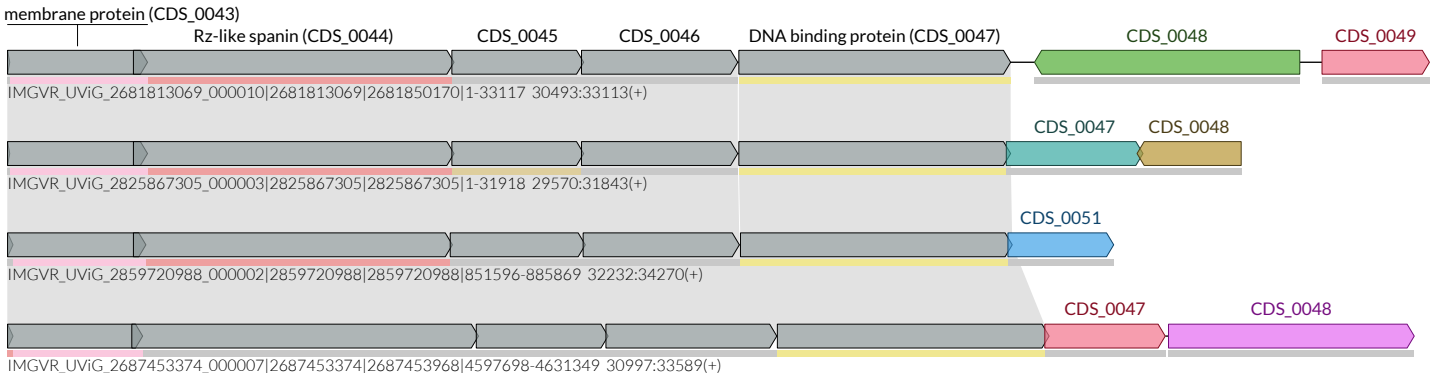 membrane protein (CDS_0043)
Rz-like spanin (CDS_0044) CDS_0045 CDS_0046 DNA binding protein (CDS_0047) CDS_0048 CDS_0049
IMGVR_UViG_2681813069_000010|2681813069|2681850170|1-33117 30493:33113(+)
CDS_0047 CDS_0048
IMGVR_UViG_2825867305_000003|2825867305|2825867305|1-31918 29570:31843(+)
CDS_0051
IMGVR_UViG_2859720988_000002|2859720988|2859720988|851596-885869 32232:34270(+)
CDS_0047 CDS_0048
IMGVR_UViG_2687453374_000007|2687453374|2687453968|4597698-4631349 30997:33589(+)